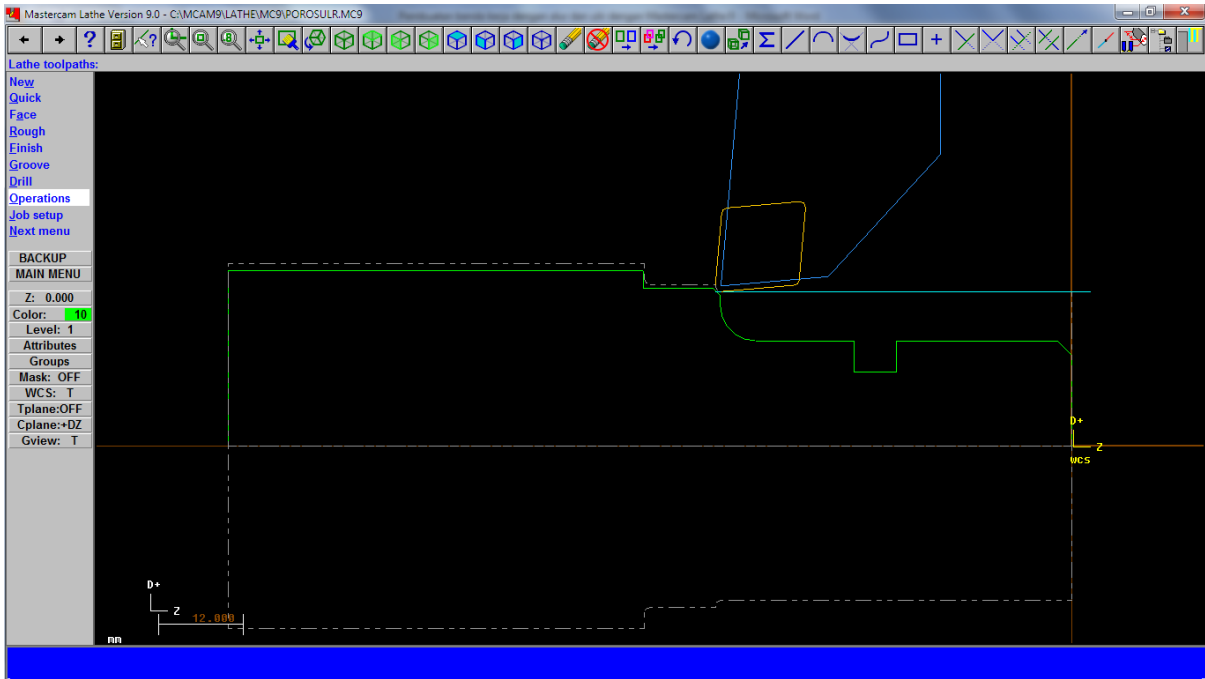 Mastercam Lathe Version 9.0 - C:\MCAM9\LATHE\MC9\POROSULR.MC9
Lathe toolpaths:
New
Quick
Face
Rough
Finish
Groove
Drill
Operations
Job setup
Next menu
BACKUP
MAIN MENU
Z: 0.000
Color: 10
Level: 1
Attributes
Groups
Mask: OFF
WCS: T
Tplane:OFF
Cplane:+DZ
Gview: T
D+
Z
WCS
D+
Z
12.000
mm